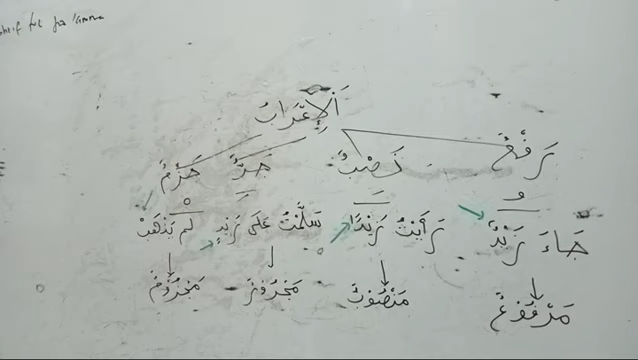 اَلْإِعْرَابُ
رَفْعٌ نَصْبٌ جَرٌّ جَزْمٌ
جَاءَ زَيْدٌ رَأَيْتُ زَيْدًا سَلَّمْتُ عَلَى زَيْدٍ لَمْ يَذْهَبْ
مَرْفُوْعٌ مَنْصُوْبٌ مَجْرُوْرٌ مَجْزُوْمٌ